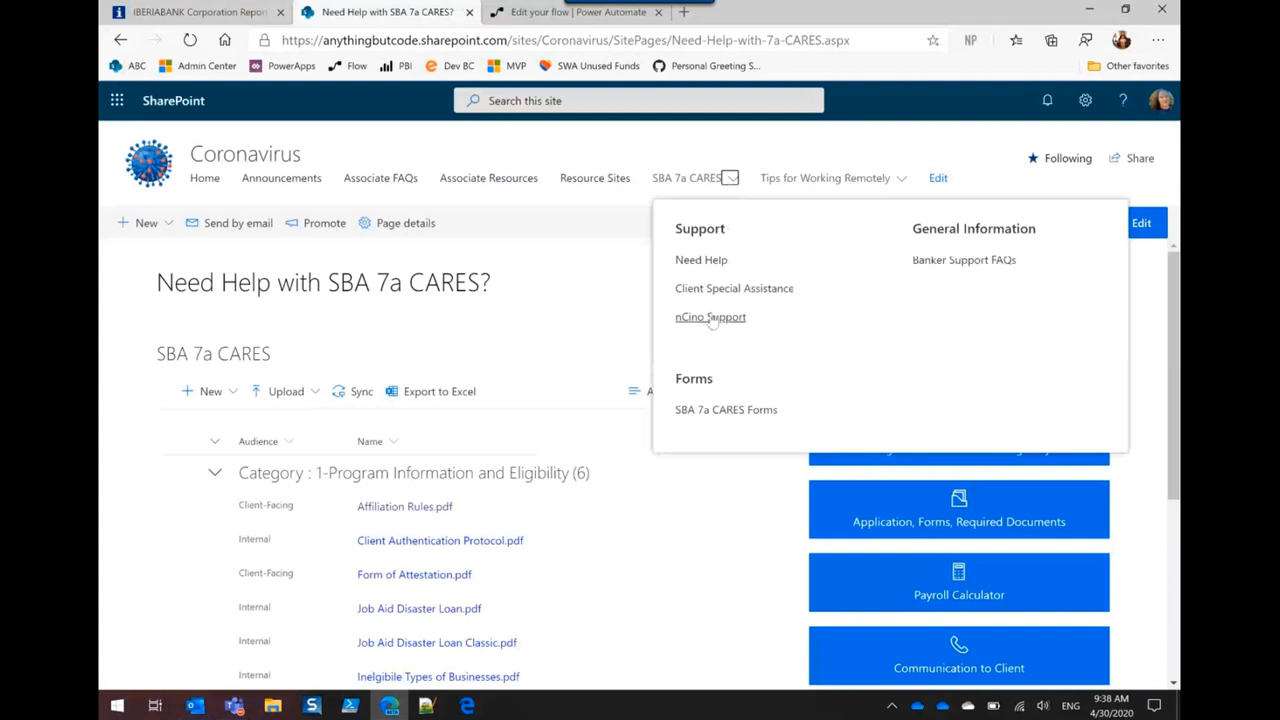 IBERIABANK Corporation Report
Need Help with SBA 7a CARES?
Edit your flow | Power Automate
https://anythingbutcode.sharepoint.com/sites/Coronavirus/SitePages/Need-Help-with-7a-CARES.aspx
NP
ABC
Admin Center
PowerApps
Flow
PBI
Dev BC
MVP
SWA Unused Funds
Personal Greeting S...
Other favorites
SharePoint
Search this site
Coronavirus
Following
Share
Home
Announcements
Associate FAQs
Associate Resources
Resource Sites
SBA 7a CARES
Tips for Working Remotely
Edit
New
Send by email
Promote
Page details
Edit
Support
General Information
Need Help
Banker Support FAQs
Client Special Assistance
nCino Support
Forms
SBA 7a CARES Forms
Need Help with SBA 7a CARES?
SBA 7a CARES
New
Upload
Sync
Export to Excel
Audience
Name
Category : 1-Program Information and Eligibility (6)
Client-Facing
Affiliation Rules.pdf
Internal
Client Authentication Protocol.pdf
Client-Facing
Form of Attestation.pdf
Internal
Job Aid Disaster Loan.pdf
Internal
Job Aid Disaster Loan Classic.pdf
Internal
Inelgibile Types of Businesses.pdf
Application, Forms, Required Documents
Payroll Calculator
Communication to Client
ENG
9:38 AM
4/30/2020